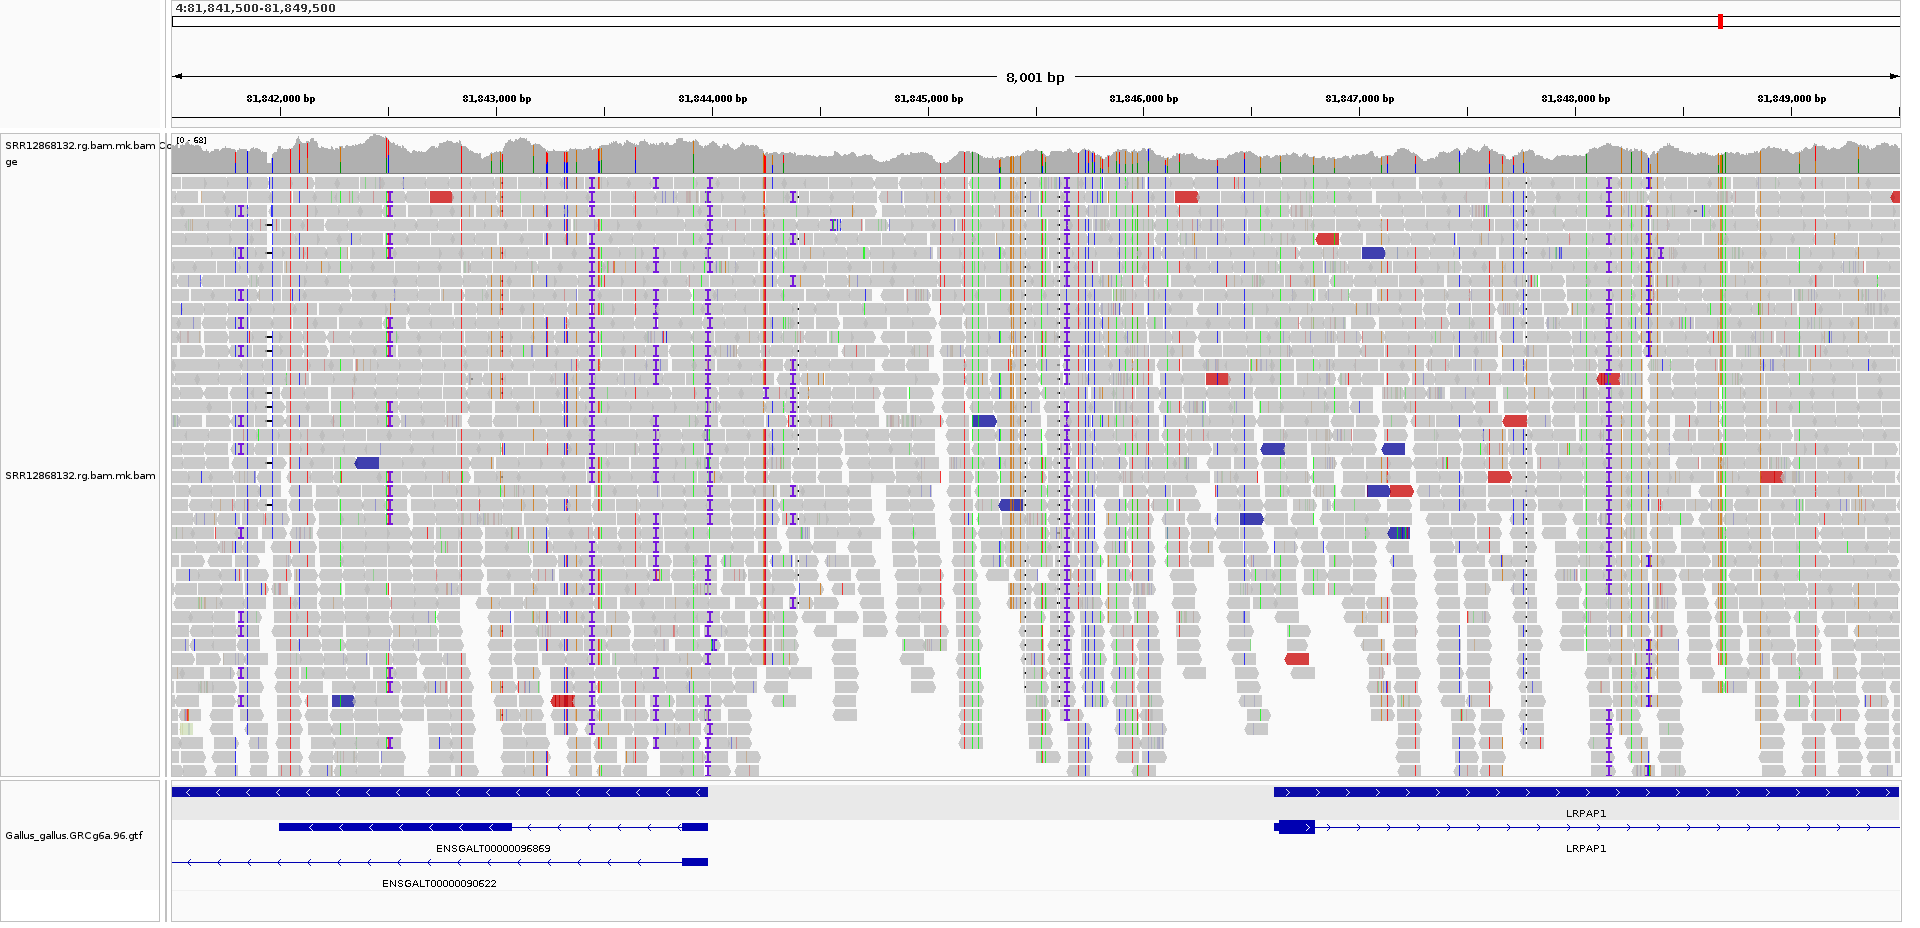 4:81,841,500-81,849,500
8,001 bp
81,842,000 bp 81,843,000 bp 81,844,000 bp 81,845,000 bp 81,846,000 bp 81,847,000 bp 81,848,000 bp 81,849,000 bp
SRR12868132.rg.bam.mk.bam Co
ge
[0 - 68]
SRR12868132.rg.bam.mk.bam
LRPAP1
Gallus_gallus.GRCg6a.96.gtf
ENSGALT00000096869 LRPAP1
ENSGALT00000090622